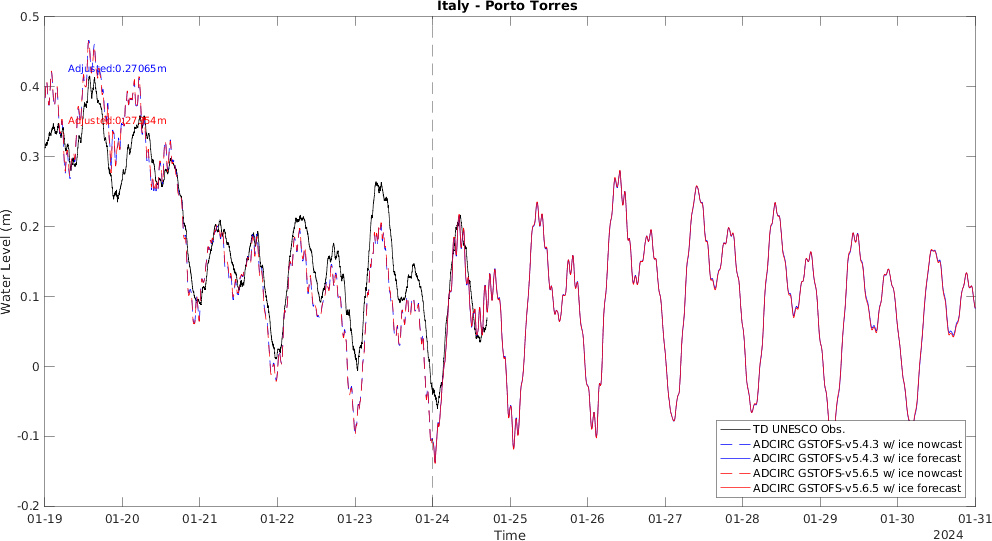 Italy - Porto Torres
0.5
0.4
0.3
0.2
0.1
0
-0.1
-0.2
Water Level (m)
Adjusted:0.27065m
TD UNESCO Obs.
ADCIRC GSTOFS-v5.4.3 w/ ice nowcast
ADCIRC GSTOFS-v5.4.3 w/ ice forecast
ADCIRC GSTOFS-v5.6.5 w/ ice nowcast
ADCIRC GSTOFS-v5.6.5 w/ ice forecast
01-19 01-20 01-21 01-22 01-23 01-24 01-25 01-26 01-27 01-28 01-29 01-30 01-31
Time
2024